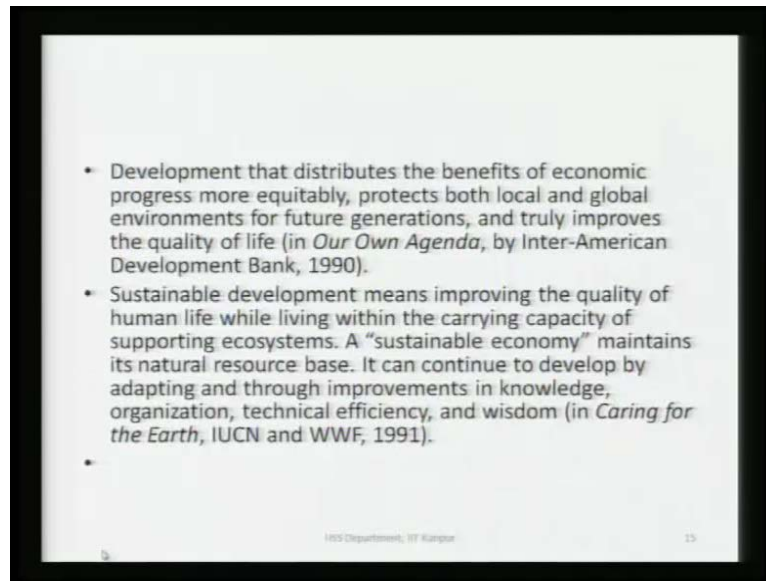 • Development that distributes the benefits of economic
progress more equitably, protects both local and global
environments for future generations, and truly improves
the quality of life (in Our Own Agenda, by Inter-American
Development Bank, 1990).
• Sustainable development means improving the quality of
human life while living within the carrying capacity of
supporting ecosystems. A “sustainable economy” maintains
its natural resource base. It can continue to develop by
adapting and through improvements in knowledge,
organization, technical efficiency, and wisdom (in Caring for
the Earth, IUCN and WWF, 1991).
•
HSS Department, IIT Kanpur
15